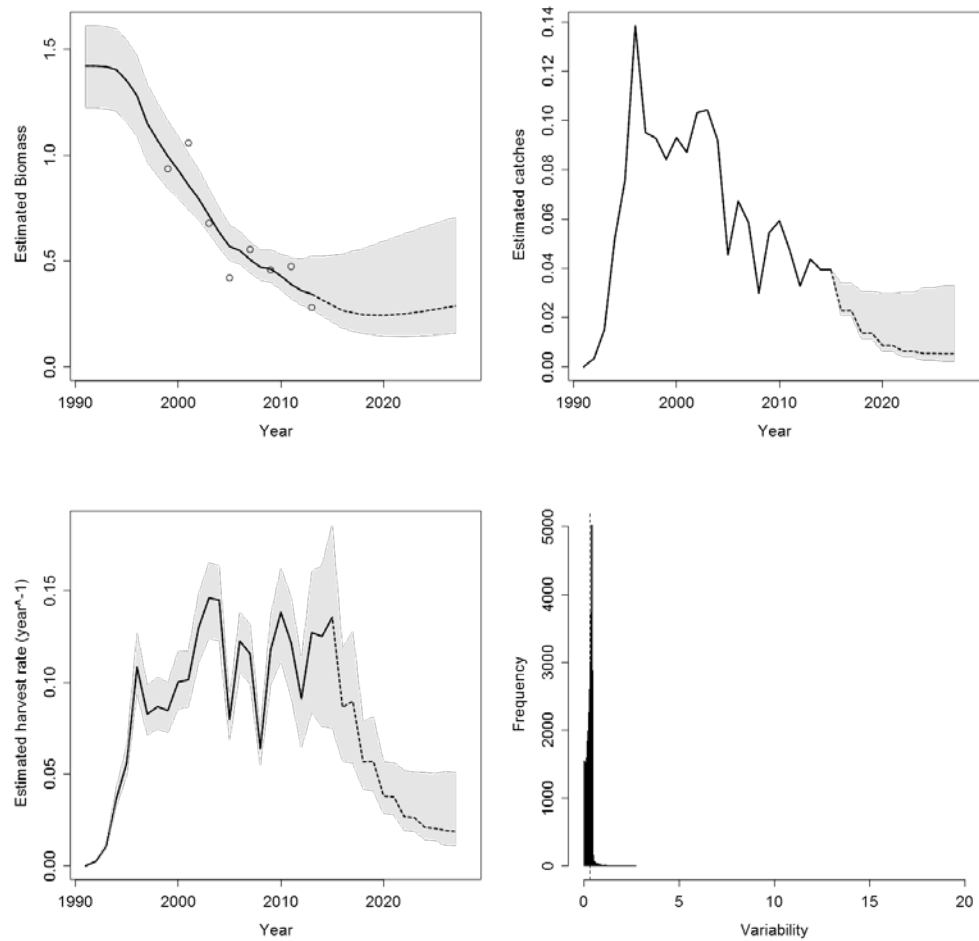 Estimated Biomass
1.5
1.0
0.5
0.0
1990 2000 2010 2020
Year
Estimated catches
0.14
0.12
0.10
0.08
0.06
0.04
0.02
0.00
1990 2000 2010 2020
Year
Estimated harvest rate (year^-1)
0.15
0.10
0.05
0.00
1990 2000 2010 2020
Year
Frequency
5000
4000
3000
2000
1000
0
0 5 10 15 20
Variability